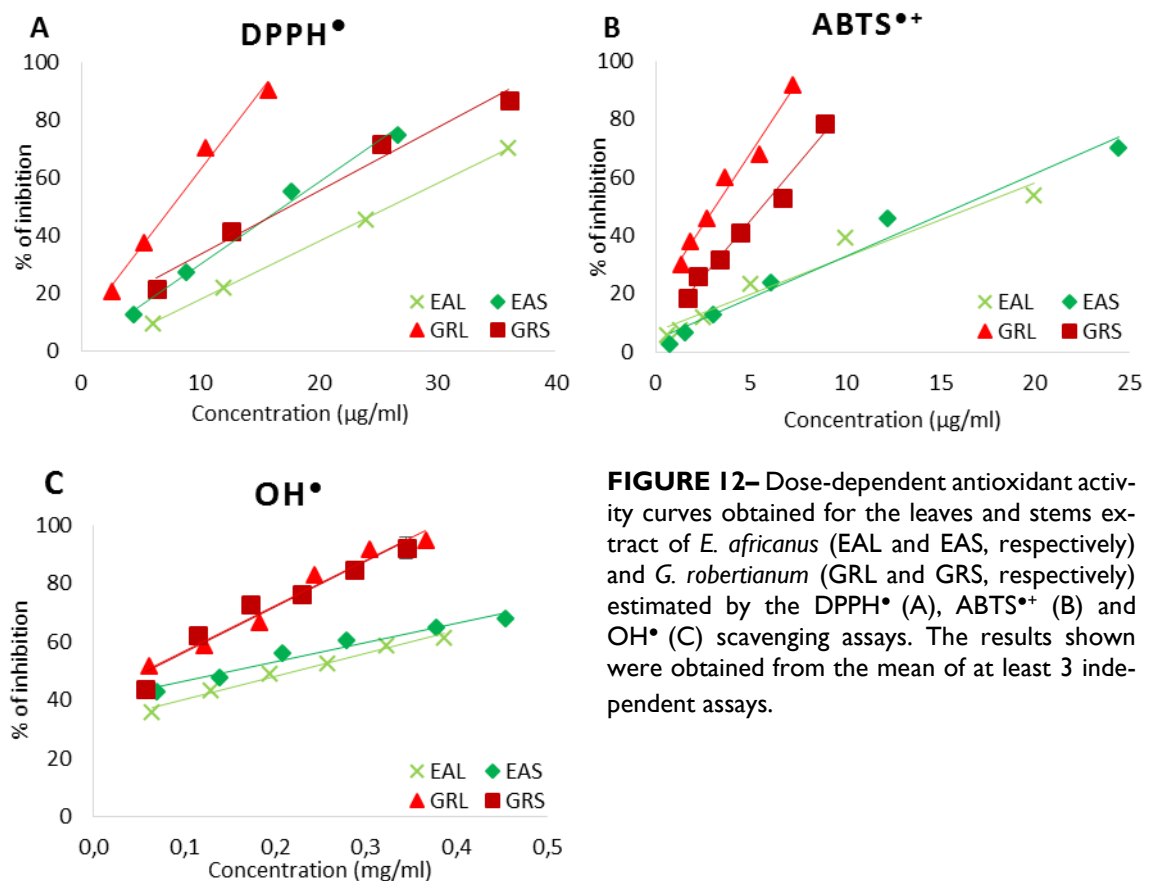 A
DPPH•
% of inibition
100
80
60
40
20
0
0 10 20 30 40
Concentration (µg/ml)
EAL EAS
GRL GRS
B
ABTS•+
% of inhibition
100
80
60
40
20
0
0 5 10 15 20 25
Concentration (µg/ml)
EAL EAS
GRL GRS
C
OH•
% of inhibition
100
80
60
40
20
0
0,0 0,1 0,2 0,3 0,4 0,5
Concentration (mg/ml)
EAL EAS
GRL GRS
FIGURE 12– Dose-dependent antioxidant activ-
ity curves obtained for the leaves and stems ex-
tract of E. africanus (EAL and EAS, respectively)
and G. robertianum (GRL and GRS, respectively)
estimated by the DPPH• (A), ABTS•+ (B) and
OH• (C) scavenging assays. The results shown
were obtained from the mean of at least 3 inde-
pendent assays.